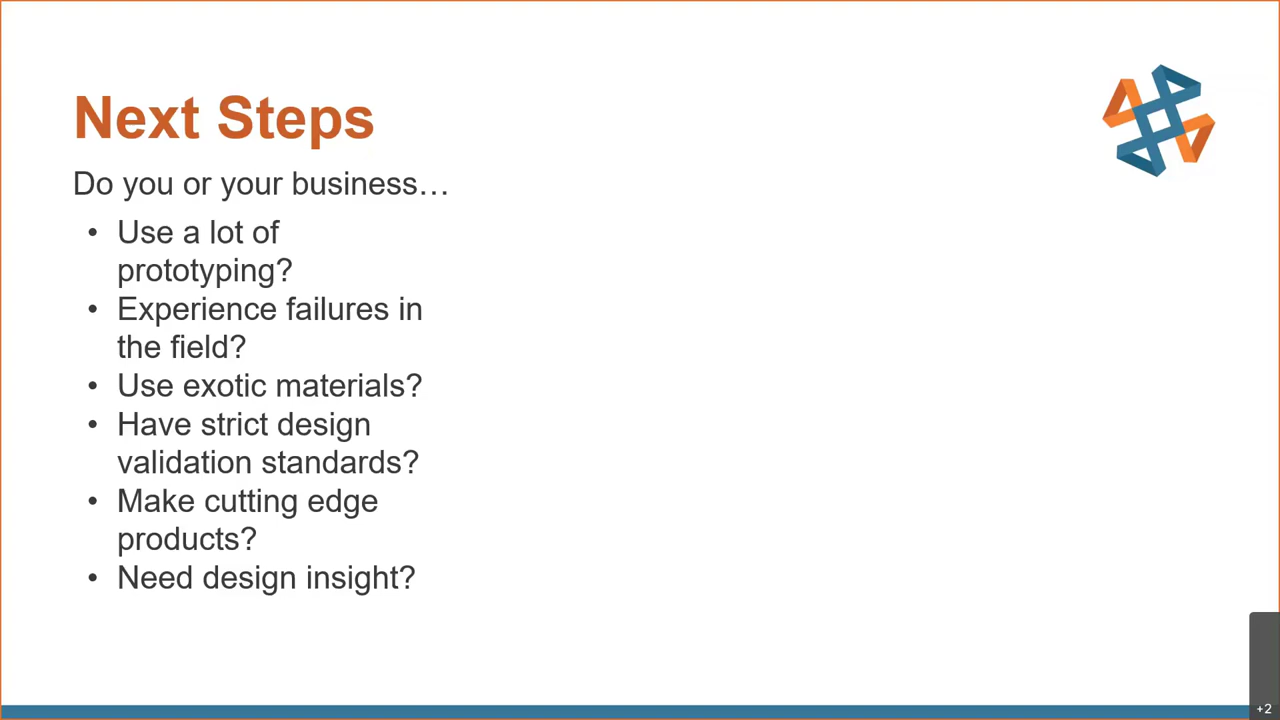 Next Steps
Do you or your business…
• Use a lot of
prototyping?
• Experience failures in
the field?
• Use exotic materials?
• Have strict design
validation standards?
• Make cutting edge
products?
• Need design insight?
+2